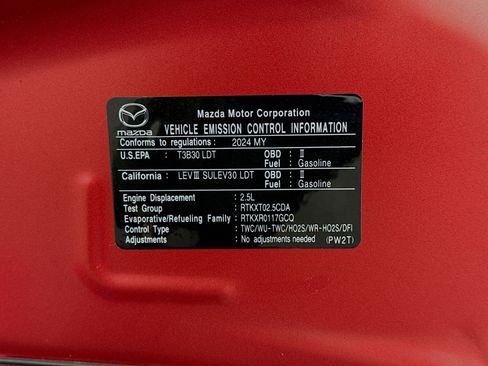 Mazda Motor Corporation
mazda VEHICLE EMISSION CONTROL INFORMATION
Conforms to regulations : 2024 MY
U.S.EPA : T3B30 LDT OBD : Ⅱ
Fuel : Gasoline
California : LEVⅢ SULEV30 LDT OBD : Ⅱ
Fuel : Gasoline
Engine Displacement : 2.5L
Test Group : RTKXT02.5CDA
Evaporative/Refueling Family : RTKXR0117GCQ
Control Type : TWC/WU-TWC/HO2S/WR-HO2S/DFI
Adjustments : No adjustments needed (PW2T)